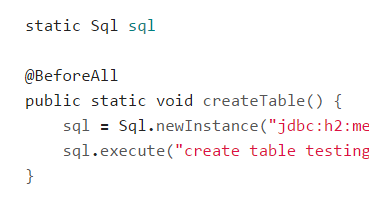 static Sql sql
@BeforeAll
public static void createTable() {
sql = Sql.newInstance("jdbc:h2:me
sql.execute("create table testing
}